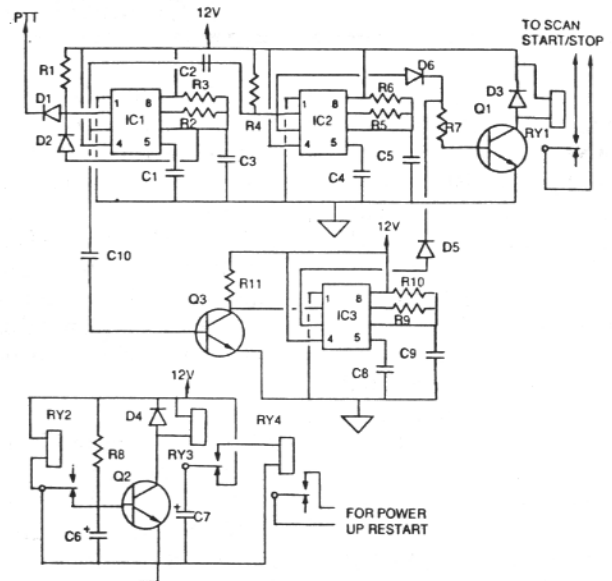 PTT
12V
TO SCAN
START/STOP
C2
R1
D6
D3
R3
R6
Q1
D1
1 8
IC1
R2
R4
1 8
IC2
R5
R7
RY1
D2
4 5
4 5
C1
C3
C4
C5
12V
C10
D5
R11
Q3
1 8
R10
IC3
R9
4 5
C8
C9
12V
RY2
D4
RY4
R8
RY3
Q2
C6 +
+ C7
FOR POWER
UP RESTART